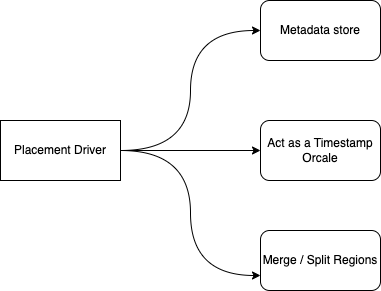 Metadata store
Placement Driver
Act as a Timestamp
Orcale
Merge / Split Regions